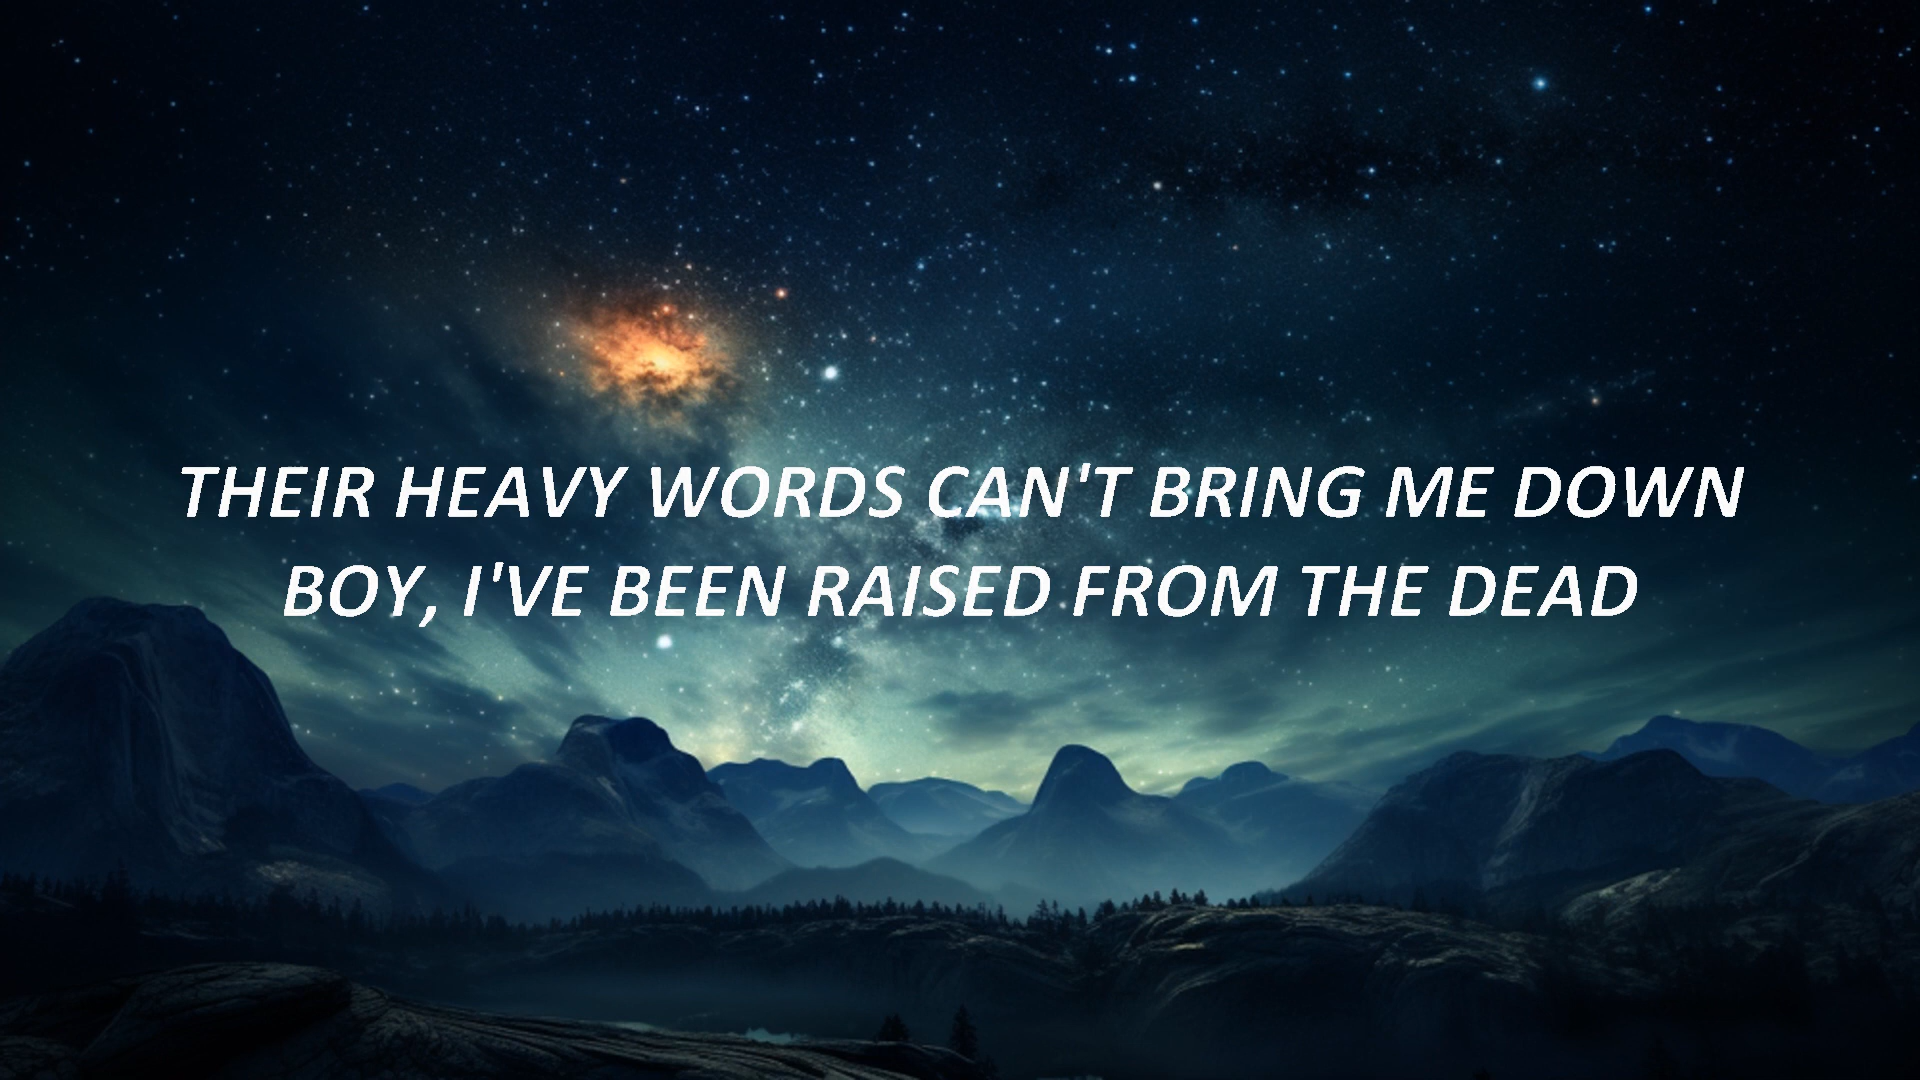 THEIR HEAVY WORDS CAN'T BRING ME DOWN
BOY, I'VE BEEN RAISED FROM THE DEAD